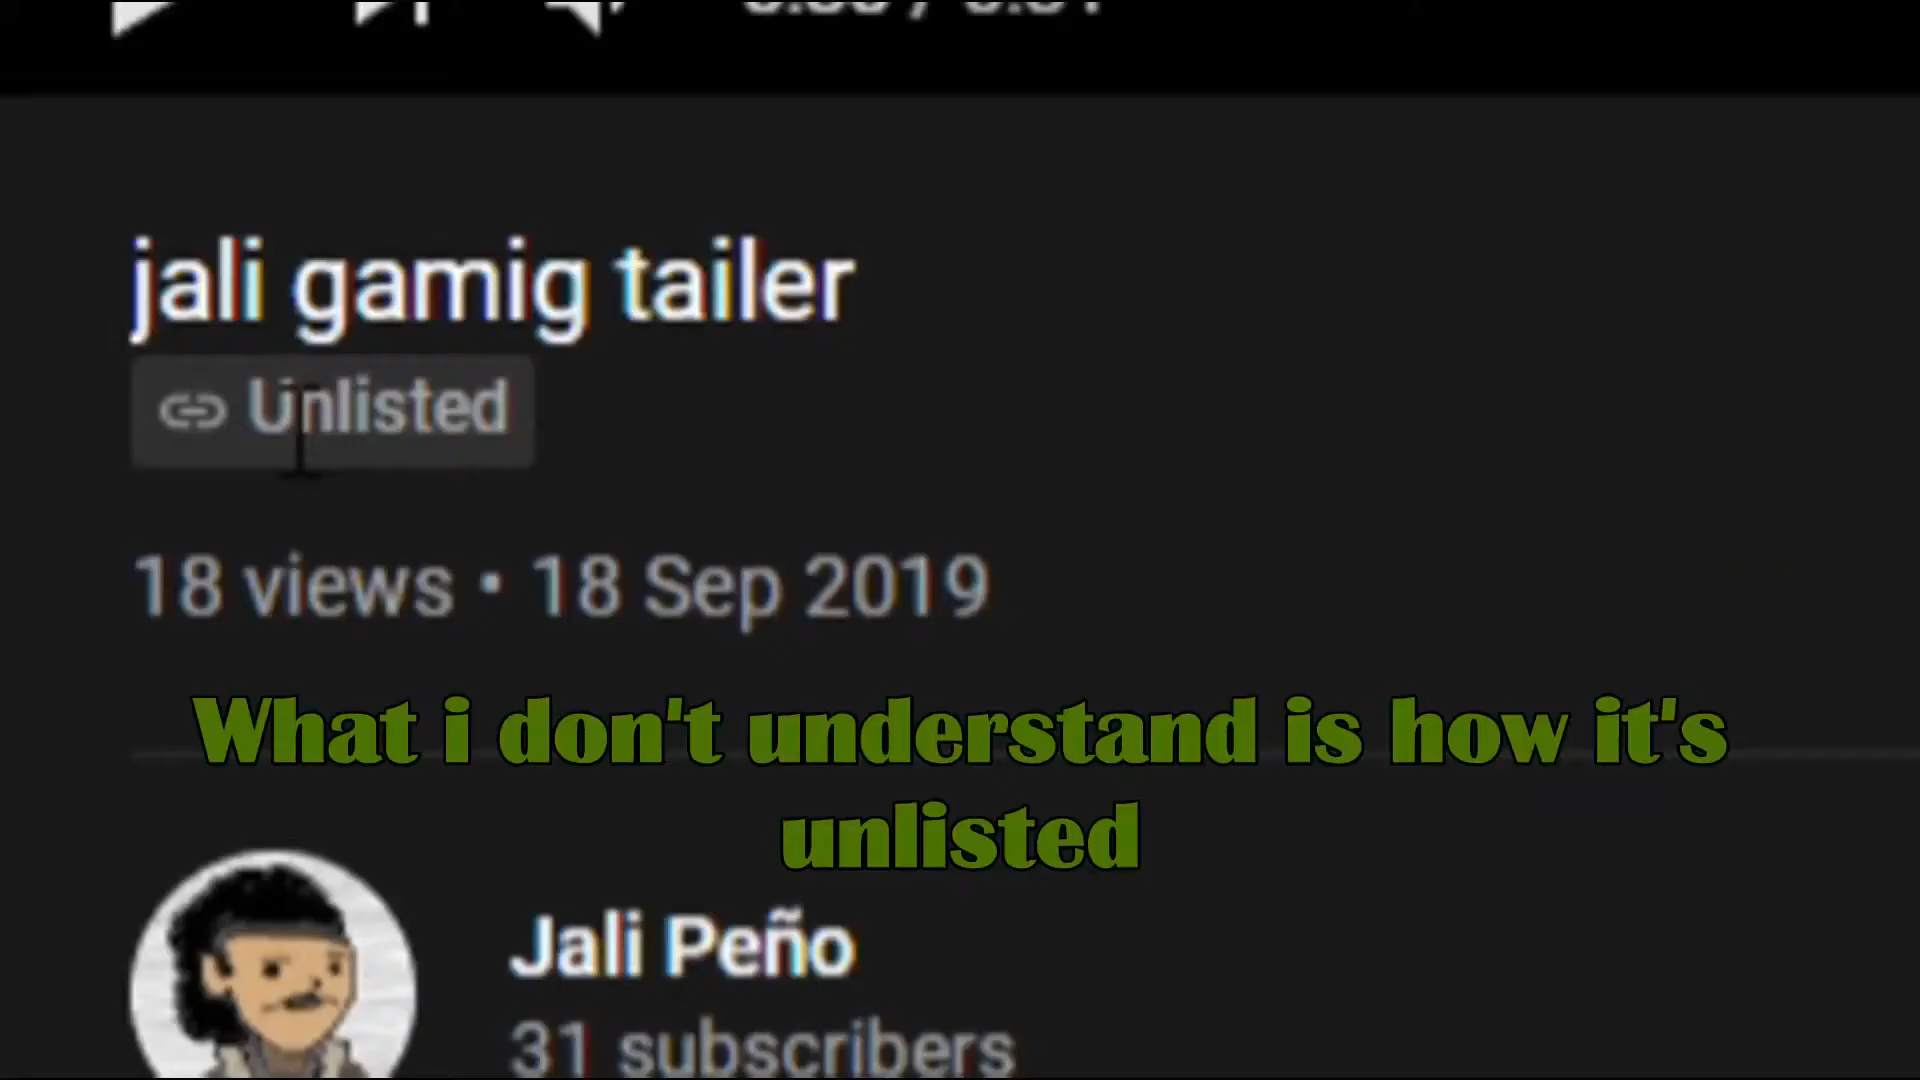 jali gamig tailer
Unlisted
18 views • 18 Sep 2019
What i don't understand is how it's
unlisted
Jali Peño
31 subscribers